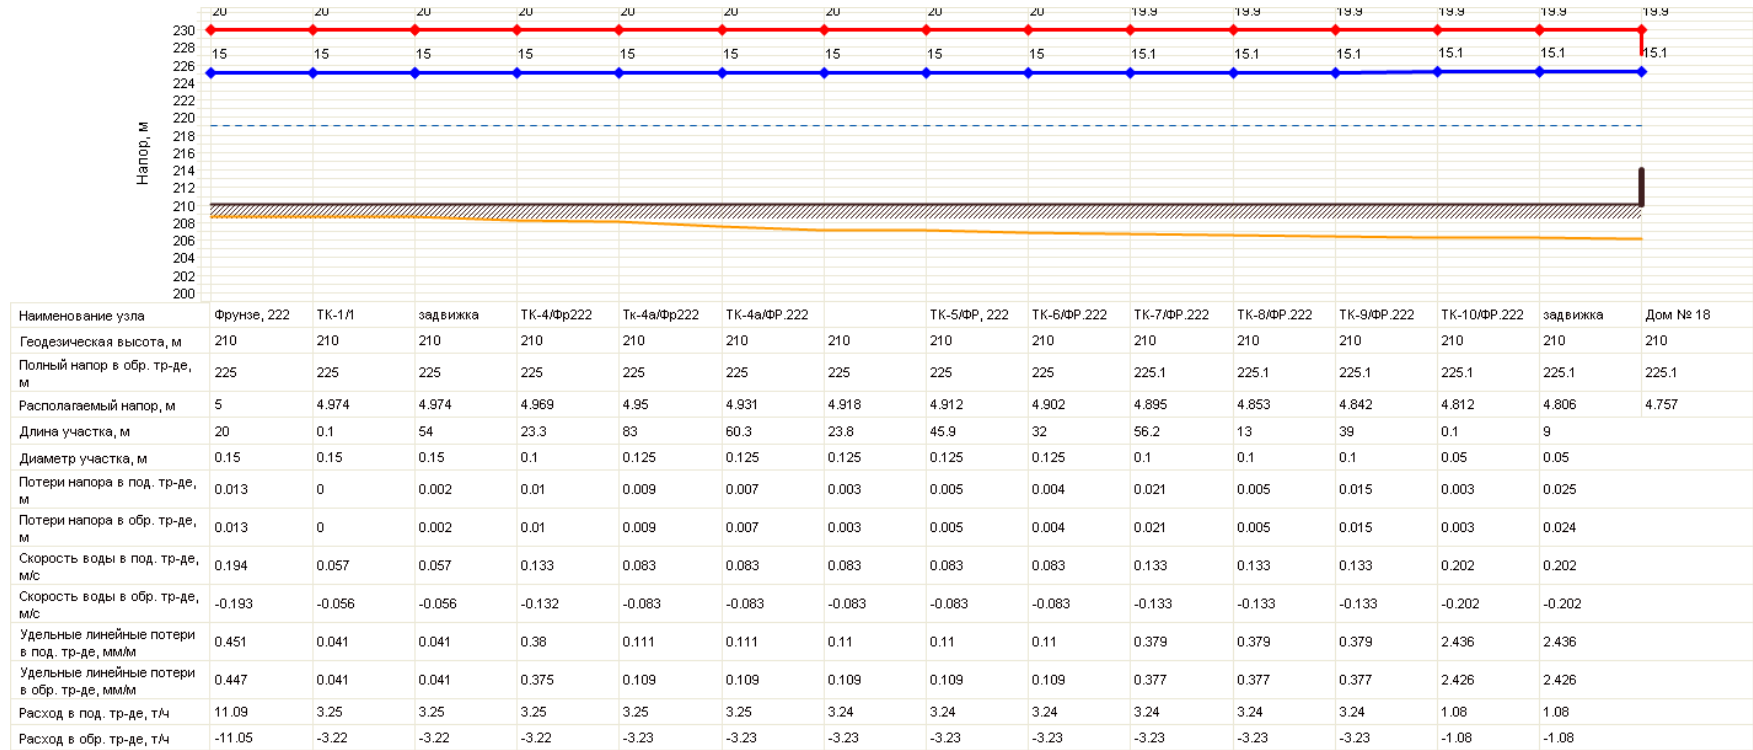 20 20 20 20 20 20 20 20 20 19.9 19.9 19.9 19.9 19.9 19.9
230
228
15 15 15 15 15 15 15 15 15 15.1 15.1 15.1 15.1 15.1 15.1
226
224
222
220
218
216
214
212
210
208
206
204
202
200
Напор, м
Наименование узла Фрунзе, 222 ТК-1/1 задвижка ТК-4/Фр222 Тк-4а/Фр222 ТК-4а/ФР.222 ТК-5/ФР, 222 ТК-6/ФР.222 ТК-7/ФР.222 ТК-8/ФР.222 ТК-9/ФР.222 ТК-10/ФР.222 задвижка Дом № 18
Геодезическая высота, м 210 210 210 210 210 210 210 210 210 210 210 210 210 210 210
Полный напор в обр. тр-де,
м 225 225 225 225 225 225 225 225 225 225.1 225.1 225.1 225.1 225.1 225.1
Располагаемый напор, м 5 4.974 4.974 4.969 4.95 4.931 4.918 4.912 4.902 4.895 4.853 4.842 4.812 4.806 4.757
Длина участка, м 20 0.1 54 23.3 83 60.3 23.8 45.9 32 56.2 13 39 0.1 9
Диаметр участка, м 0.15 0.15 0.15 0.1 0.125 0.125 0.125 0.125 0.125 0.1 0.1 0.1 0.05 0.05
Потери напора в под. тр-де,
м 0.013 0 0.002 0.01 0.009 0.007 0.003 0.005 0.004 0.021 0.005 0.015 0.003 0.025
Потери напора в обр. тр-де,
м 0.013 0 0.002 0.01 0.009 0.007 0.003 0.005 0.004 0.021 0.005 0.015 0.003 0.024
Скорость воды в под. тр-де,
м/с 0.194 0.057 0.057 0.133 0.083 0.083 0.083 0.083 0.083 0.133 0.133 0.133 0.202 0.202
Скорость воды в обр. тр-де,
м/с -0.193 -0.056 -0.056 -0.132 -0.083 -0.083 -0.083 -0.083 -0.083 -0.133 -0.133 -0.133 -0.202 -0.202
Удельные линейные потери
в под. тр-де, мм/м 0.451 0.041 0.041 0.38 0.111 0.111 0.11 0.11 0.11 0.379 0.379 0.379 2.436 2.436
Удельные линейные потери
в обр. тр-де, мм/м 0.447 0.041 0.041 0.375 0.109 0.109 0.109 0.109 0.109 0.377 0.377 0.377 2.426 2.426
Расход в под. тр-де, т/ч 11.09 3.25 3.25 3.25 3.25 3.25 3.24 3.24 3.24 3.24 3.24 3.24 1.08 1.08
Расход в обр. тр-де, т/ч -11.05 -3.22 -3.22 -3.22 -3.23 -3.23 -3.23 -3.23 -3.23 -3.23 -3.23 -3.23 -1.08 -1.08